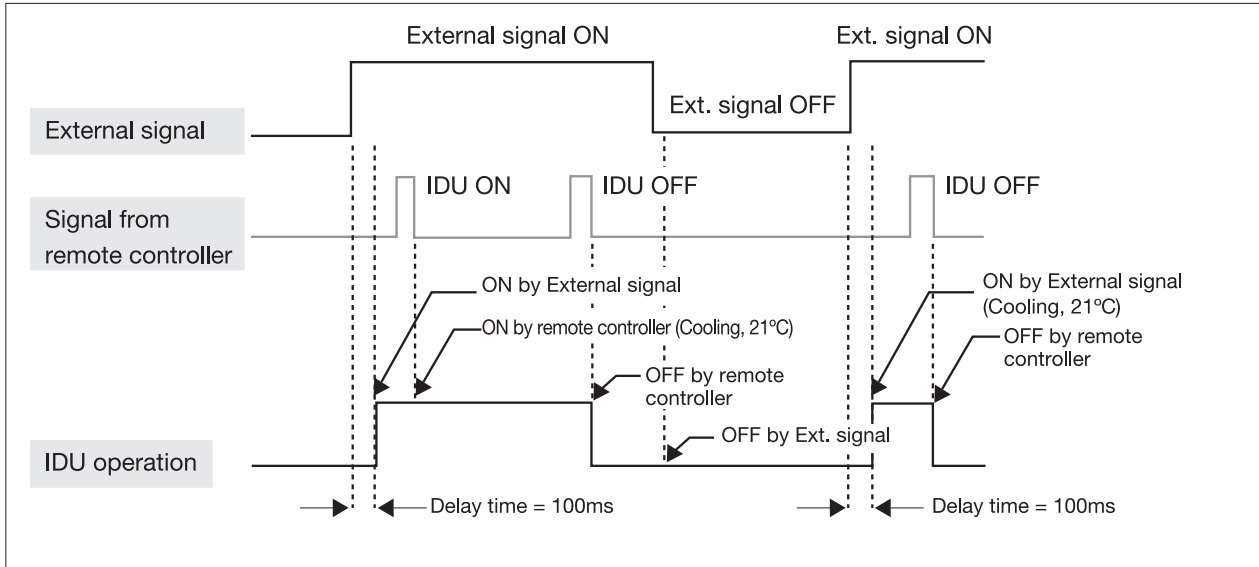 External signal ON
Ext. signal ON
Ext. signal OFF
External signal
IDU ON
IDU OFF
IDU OFF
Signal from
remote controller
ON by External signal
ON by remote controller (Cooling, 21ºC)
OFF by remote
controller
OFF by Ext. signal
ON by External signal
(Cooling, 21ºC)
OFF by remote
controller
IDU operation
Delay time = 100ms
Delay time = 100ms